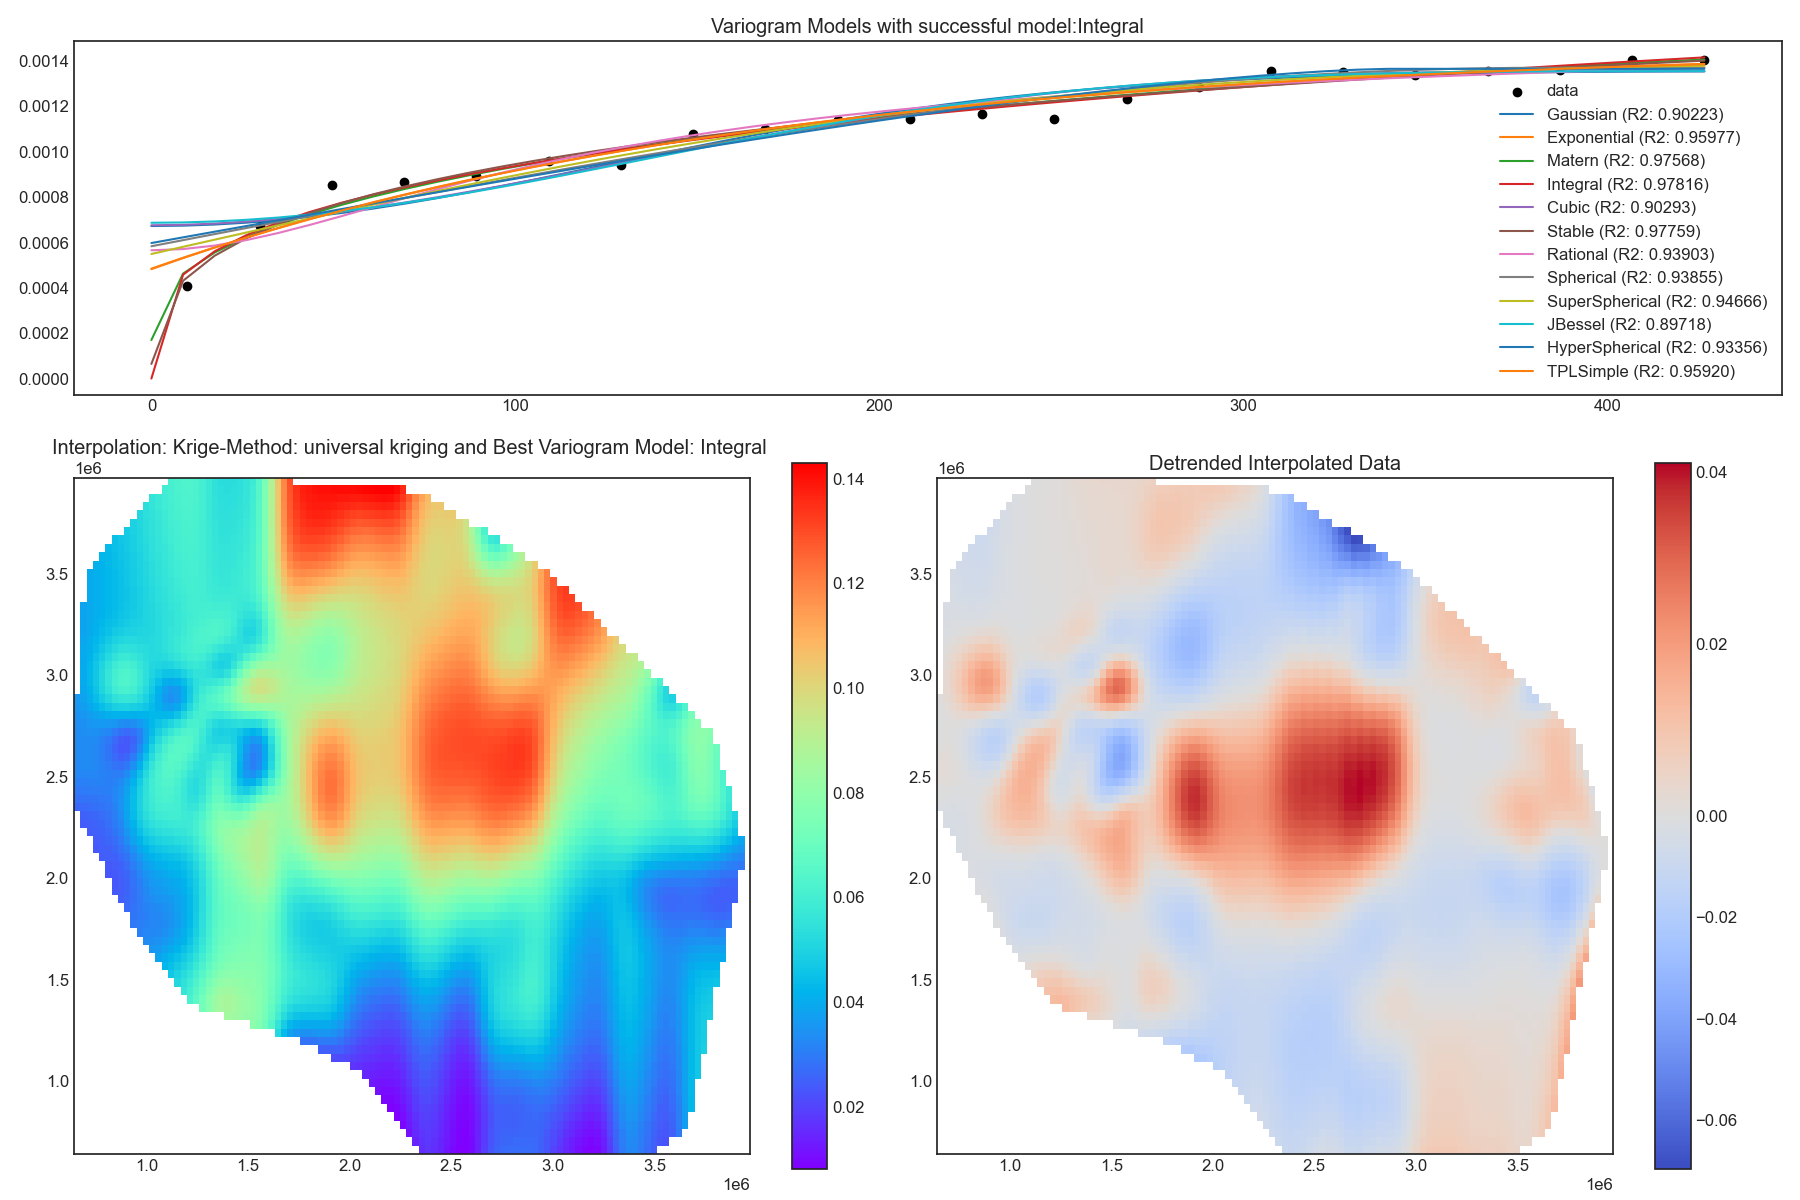 Variogram Models with successful model:Integral
0.0014
0.0012
0.0010
0.0008
0.0006
0.0004
0.0002
0.0000
data
Gaussian (R2: 0.90223)
Exponential (R2: 0.95977)
Matern (R2: 0.97568)
Integral (R2: 0.97816)
Cubic (R2: 0.90293)
Stable (R2: 0.97759)
Rational (R2: 0.93903)
Spherical (R2: 0.93855)
SuperSpherical (R2: 0.94666)
JBessel (R2: 0.89718)
HyperSpherical (R2: 0.93356)
TPLSimple (R2: 0.95920)
0 100 200 300 400
Interpolation: Krige-Method: universal kriging and Best Variogram Model: Integral
1e6
3.5
3.0
2.5
2.0
1.5
1.0
1.0 1.5 2.0 2.5 3.0 3.5
1e6
0.14
0.12
0.10
0.08
0.06
0.04
0.02
Detrended Interpolated Data
1e6
3.5
3.0
2.5
2.0
1.5
1.0
1.0 1.5 2.0 2.5 3.0 3.5
1e6
0.04
0.02
0.00
−0.02
−0.04
−0.06